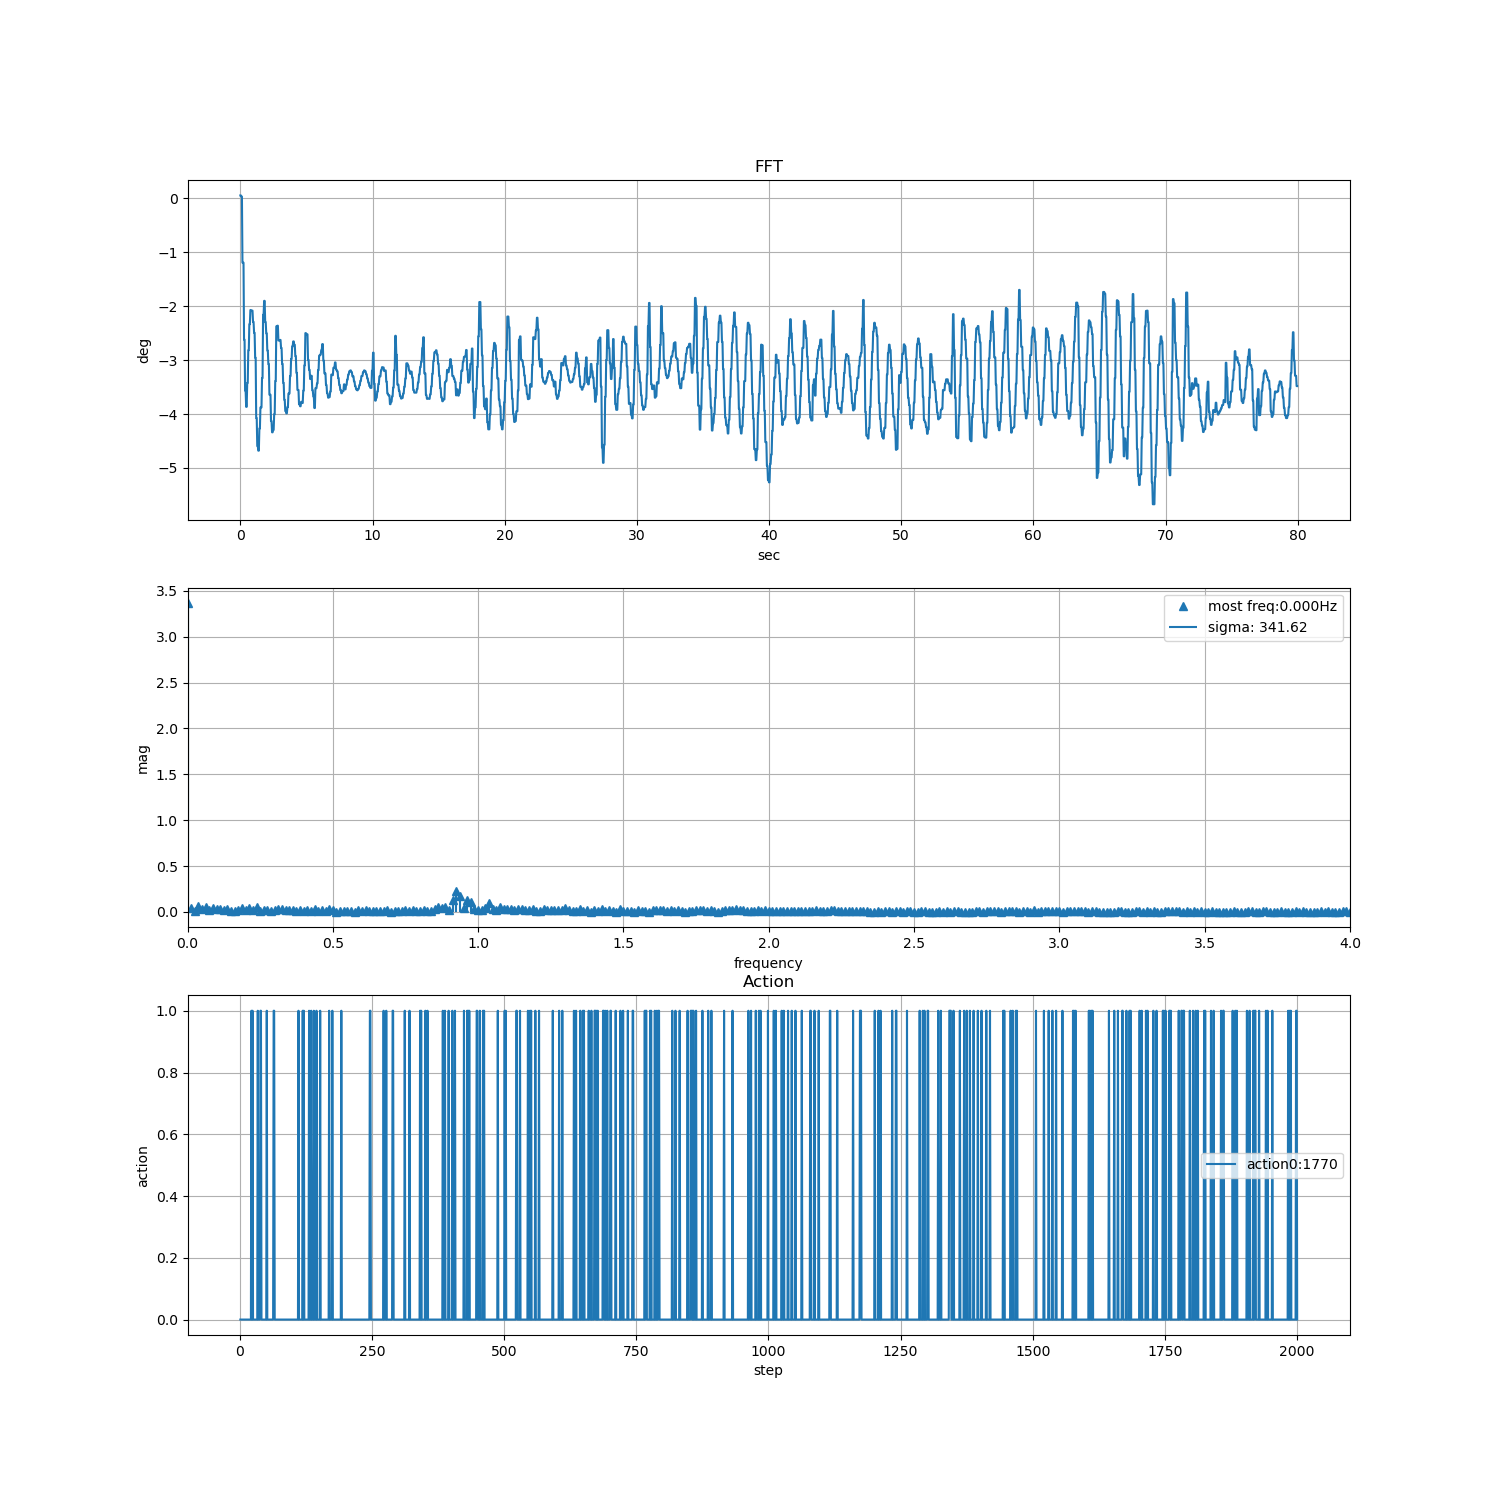 FFT
0
−1
−2
−3
−4
−5
deg
0 10 20 30 40 50 60 70 80
sec
3.5
3.0
2.5
2.0
1.5
1.0
0.5
0.0
mag
most freq:0.000Hz
sigma: 341.62
0.0 0.5 1.0 1.5 2.0 2.5 3.0 3.5 4.0
frequency
Action
1.0
0.8
0.6
0.4
0.2
0.0
action
action0:1770
0 250 500 750 1000 1250 1500 1750 2000
step